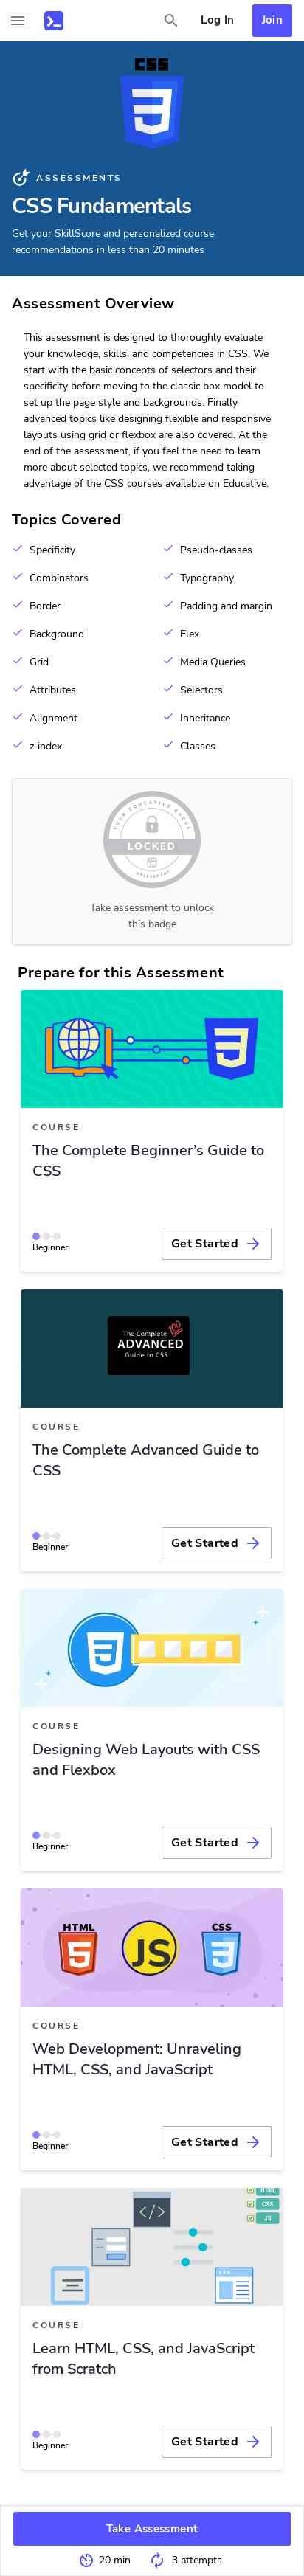 Log In
Join
CSS
ASSESSMENTS
CSS Fundamentals
Get your SkillScore and personalized course
recommendations in less than 20 minutes
Assessment Overview
This assessment is designed to thoroughly evaluate
your knowledge, skills, and competencies in CSS. We
start with the basic concepts of selectors and their
specificity before moving to the classic box model to
set up the page style and backgrounds. Finally,
advanced topics like designing flexible and responsive
layouts using grid or flexbox are also covered. At the
end of the assessment, if you feel the need to learn
more about selected topics, we recommend taking
advantage of the CSS courses available on Educative.
Topics Covered
Specificity
Pseudo-classes
Combinators
Typography
Border
Padding and margin
Background
Flex
Grid
Media Queries
Attributes
Selectors
Alignment
Inheritance
z-index
Classes
YOUR EDUCATIVE BADGE
LOCKED
ASSESSMENT
Take assessment to unlock
this badge
Prepare for this Assessment
COURSE
The Complete Beginner's Guide to
CSS
Beginner
Get Started
The Complete
ADVANCED
Guide to CSS
COURSE
The Complete Advanced Guide to
CSS
Beginner
Get Started
COURSE
Designing Web Layouts with CSS
and Flexbox
Beginner
Get Started
HTML
5
JS
CSS
3
COURSE
Web Development: Unraveling
HTML, CSS, and JavaScript
Beginner
Get Started
HTML
CSS
JS
</>
COURSE
Learn HTML, CSS, and JavaScript
from Scratch
Beginner
Get Started
Take Assessment
20 min
3 attempts